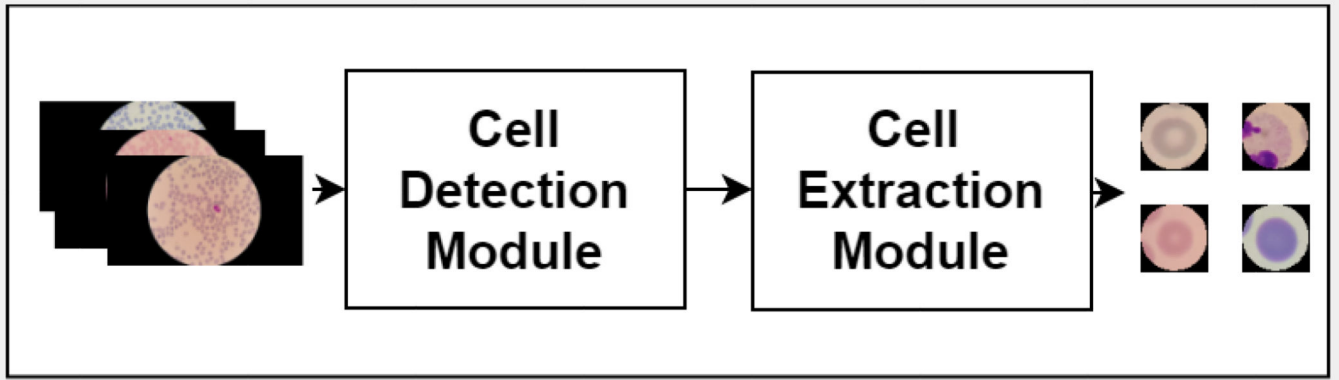 Cell
Detection
Module
Cell
Extraction
Module